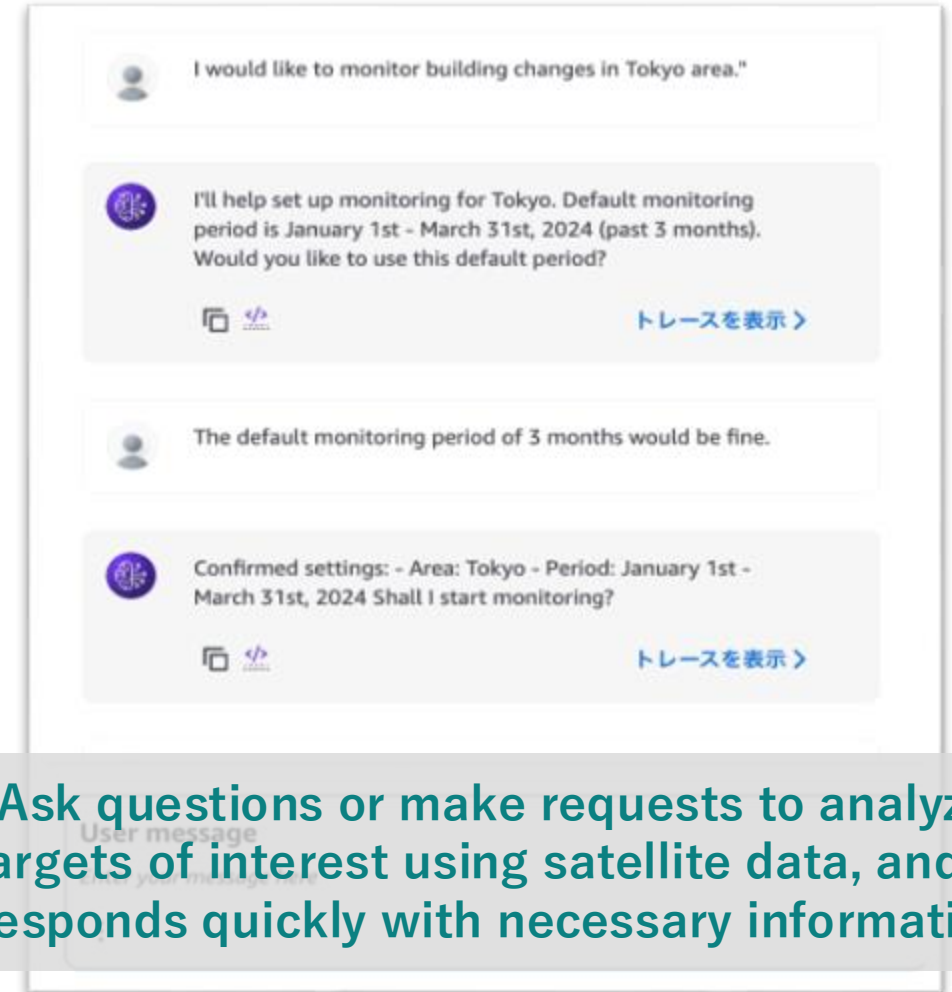 I would like to monitor building changes in Tokyo area."
I'll help set up monitoring for Tokyo. Default monitoring
period is January 1st - March 31st, 2024 (past 3 months).
Would you like to use this default period?
</>
トレースを表示 >
The default monitoring period of 3 months would be fine.
Confirmed settings: - Area: Tokyo - Period: January 1st -
March 31st, 2024 Shall I start monitoring?
</>
トレースを表示 >
Ask questions or make requests to analyz
User message
argets of interest using satellite data, and
Enter your message here
esponds quickly with necessary informati